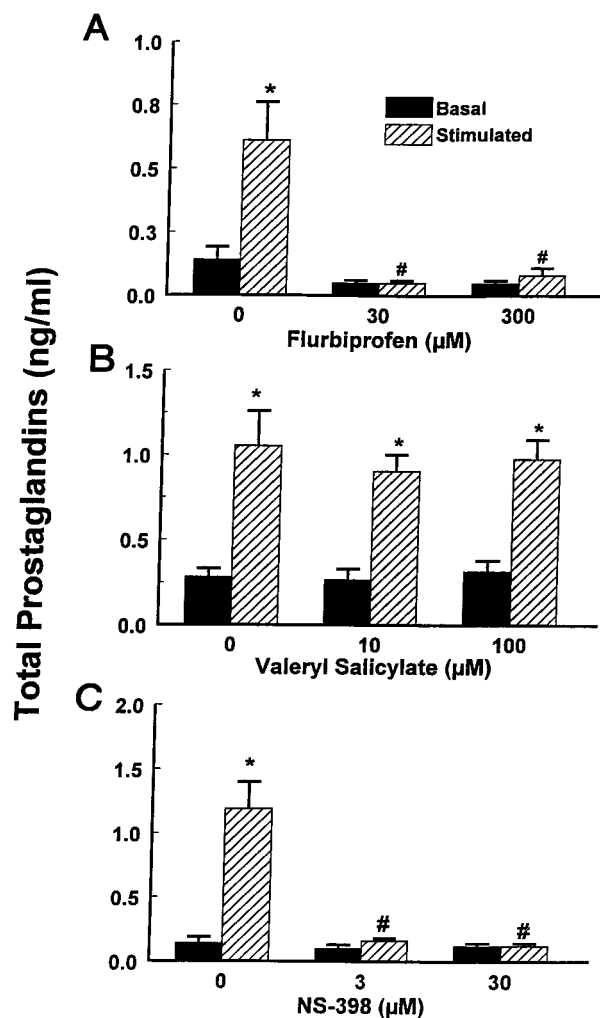 Total Prostaglandins (ng/ml)
A
1.0
0.8
0.5
0.3
0.0
*
#
#
Basal
Stimulated
0 30 300
Flurbiprofen (µM)
B
1.5
1.0
0.5
0.0
* * *
0 10 100
Valeryl Salicylate (µM)
C
2.0
1.5
1.0
0.5
0.0
*
# #
0 3 30
NS-398 (µM)